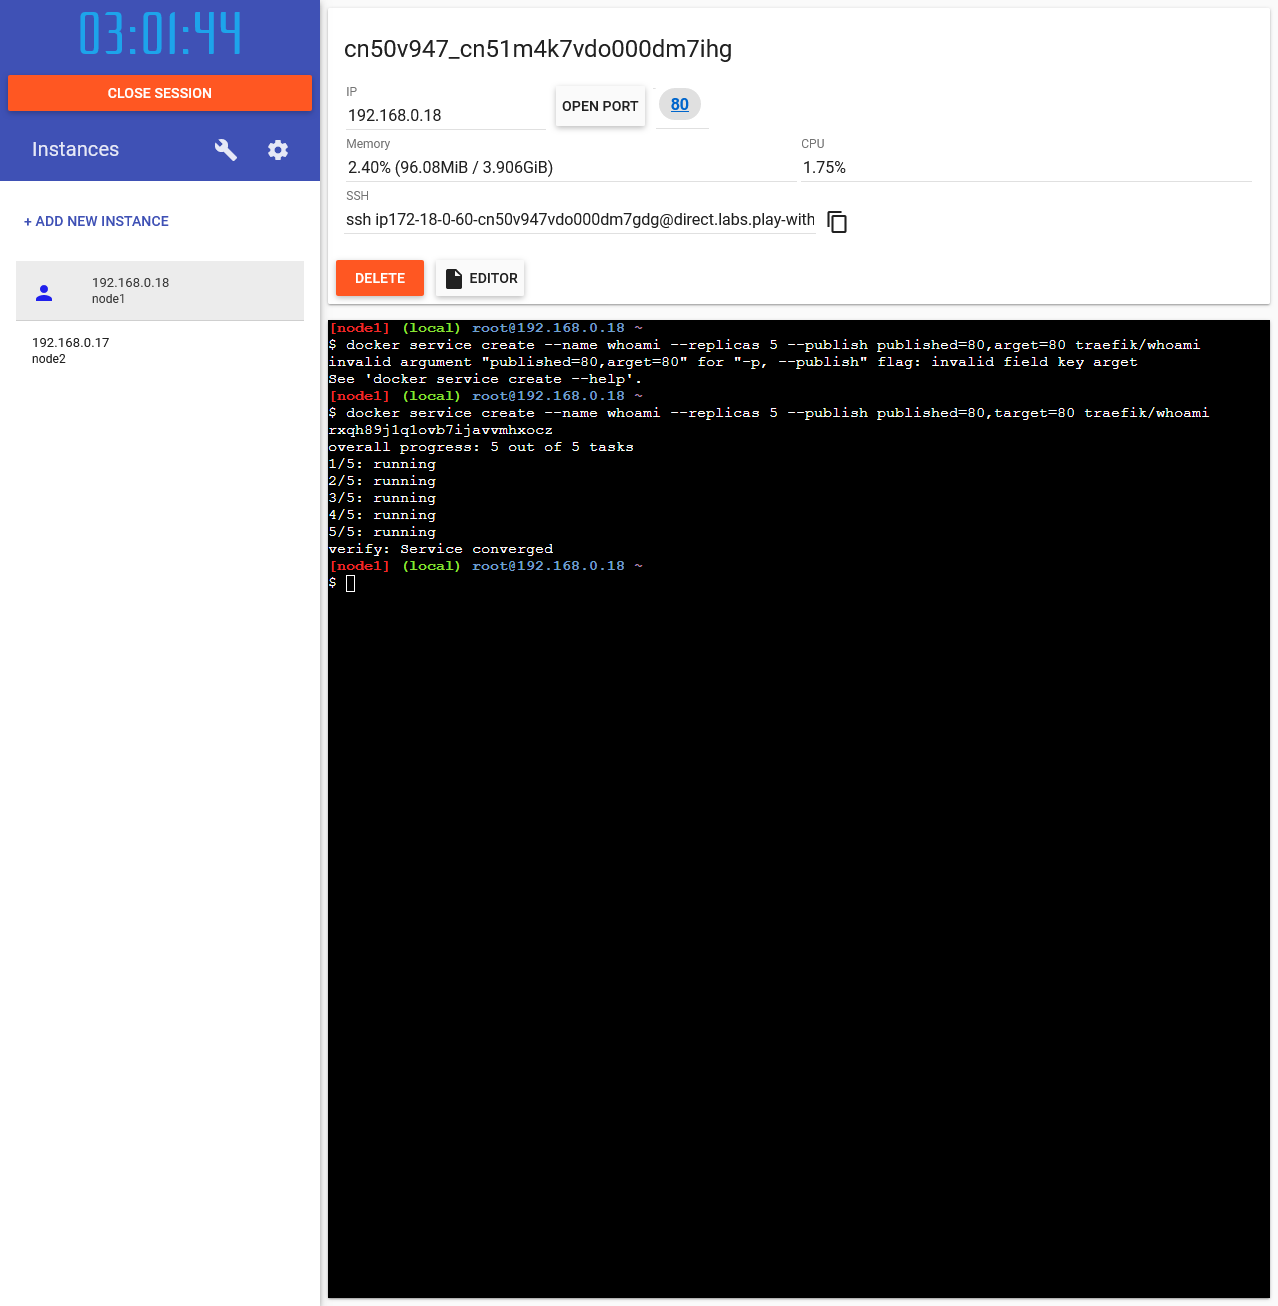 03:01:44
CLOSE SESSION
Instances
+ ADD NEW INSTANCE
192.168.0.18
node1
192.168.0.17
node2
cn50v947_cn51m4k7vdo000dm7ihg
IP
192.168.0.18
OPEN PORT
80
Memory
2.40% (96.08MiB / 3.906GiB)
CPU
1.75%
SSH
ssh ip172-18-0-60-cn50v947vdo000dm7gdg@direct.labs.play-with
DELETE
EDITOR
[node1] (local) root@192.168.0.18 ~
$ docker service create --name whoami --replicas 5 --publish published=80,arget=80 traefik/whoami
invalid argument "published=80,arget=80" for "-p, --publish" flag: invalid field key arget
See 'docker service create --help'.
[node1] (local) root@192.168.0.18 ~
$ docker service create --name whoami --replicas 5 --publish published=80,target=80 traefik/whoami
rxqh89j1q1ovb7ijavvmhxocz
overall progress: 5 out of 5 tasks
1/5: running
2/5: running
3/5: running
4/5: running
5/5: running
verify: Service converged
[node1] (local) root@192.168.0.18 ~
$